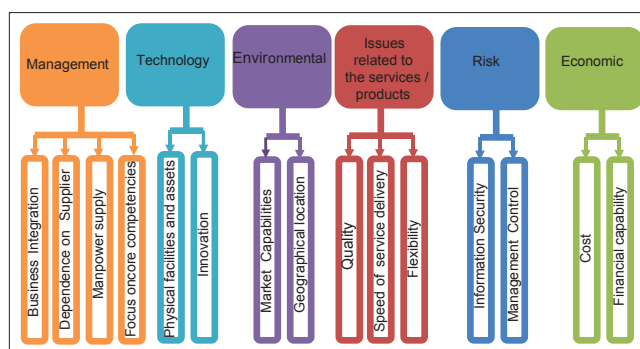 Management
Technology
Environmental
Issues
related to
the services /
products
Risk
Economic
Business Integration
Dependence on Supplier
Manpower supply
Focus oncore competencies
Physical facilities and assets
Innovation
Market Capabilities
Geographical location
Quality
Speed of service delivery
Flexibility
Information Security
Management Control
Cost
Financial capability